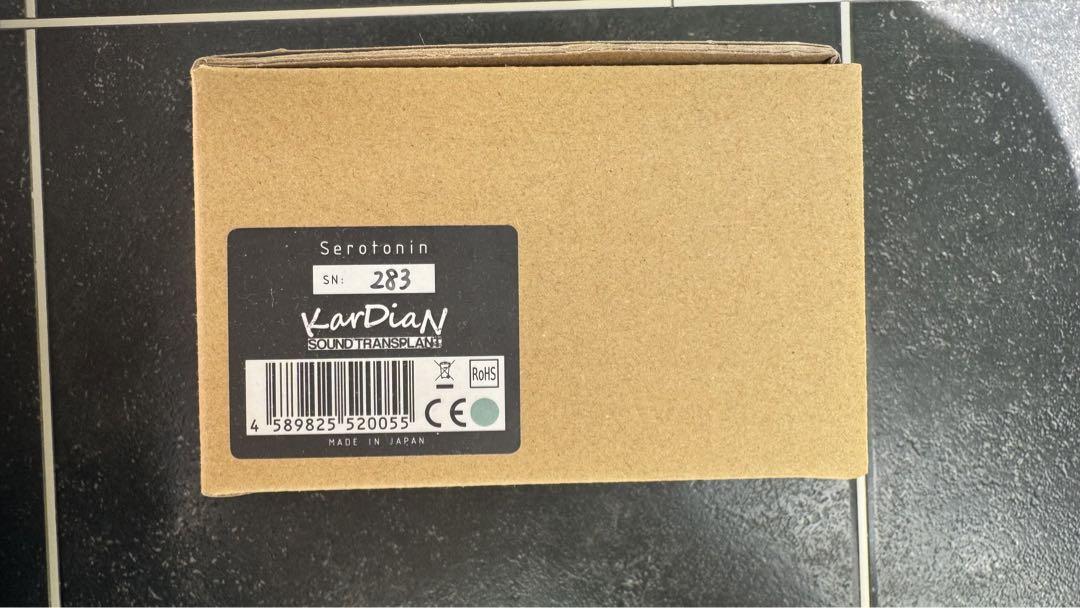 Serotonin
SN: 283
KarDiaN
SOUND TRANSPLANT
RoHS
CE
4 589825 520055
MADE IN JAPAN